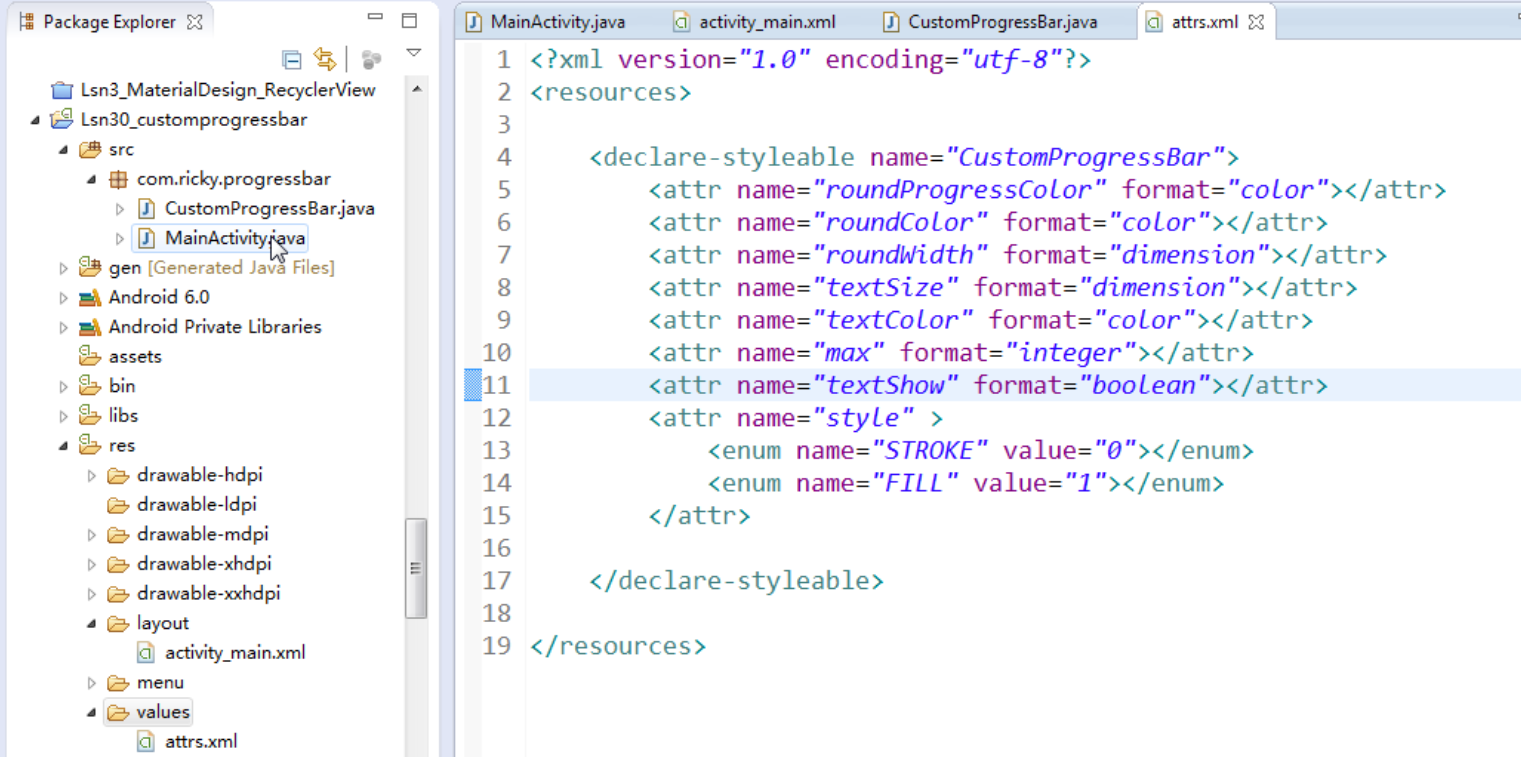 Package Explorer
Lsn3_MaterialDesign_RecyclerView
Lsn30_customprogressbar
src
com.ricky.progressbar
CustomProgressBar.java
MainActivity.java
gen [Generated Java Files]
Android 6.0
Android Private Libraries
assets
bin
libs
res
drawable-hdpi
drawable-ldpi
drawable-mdpi
drawable-xhdpi
drawable-xxhdpi
layout
activity_main.xml
menu
values
attrs.xml
MainActivity.java activity_main.xml CustomProgressBar.java attrs.xml
1 <?xml version="1.0" encoding="utf-8"?>
2 <resources>
3
4 <declare-styleable name="CustomProgressBar">
5 <attr name="roundProgressColor" format="color"></attr>
6 <attr name="roundColor" format="color"></attr>
7 <attr name="roundWidth" format="dimension"></attr>
8 <attr name="textSize" format="dimension"></attr>
9 <attr name="textColor" format="color"></attr>
10 <attr name="max" format="integer"></attr>
11 <attr name="textShow" format="boolean"></attr>
12 <attr name="style" >
13 <enum name="STROKE" value="0"></enum>
14 <enum name="FILL" value="1"></enum>
15 </attr>
16
17 </declare-styleable>
18
19 </resources>